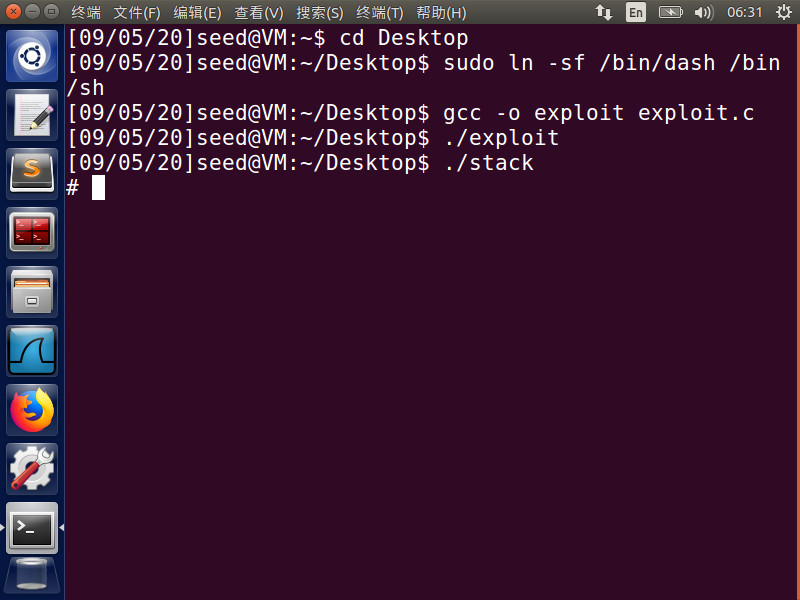 终端 文件(F) 编辑(E) 查看(V) 搜索(S) 终端(T) 帮助(H) En 06:31
[09/05/20]seed@VM:~$ cd Desktop
[09/05/20]seed@VM:~/Desktop$ sudo ln -sf /bin/dash /bin
/sh
[09/05/20]seed@VM:~/Desktop$ gcc -o exploit exploit.c
[09/05/20]seed@VM:~/Desktop$ ./exploit
[09/05/20]seed@VM:~/Desktop$ ./stack
#